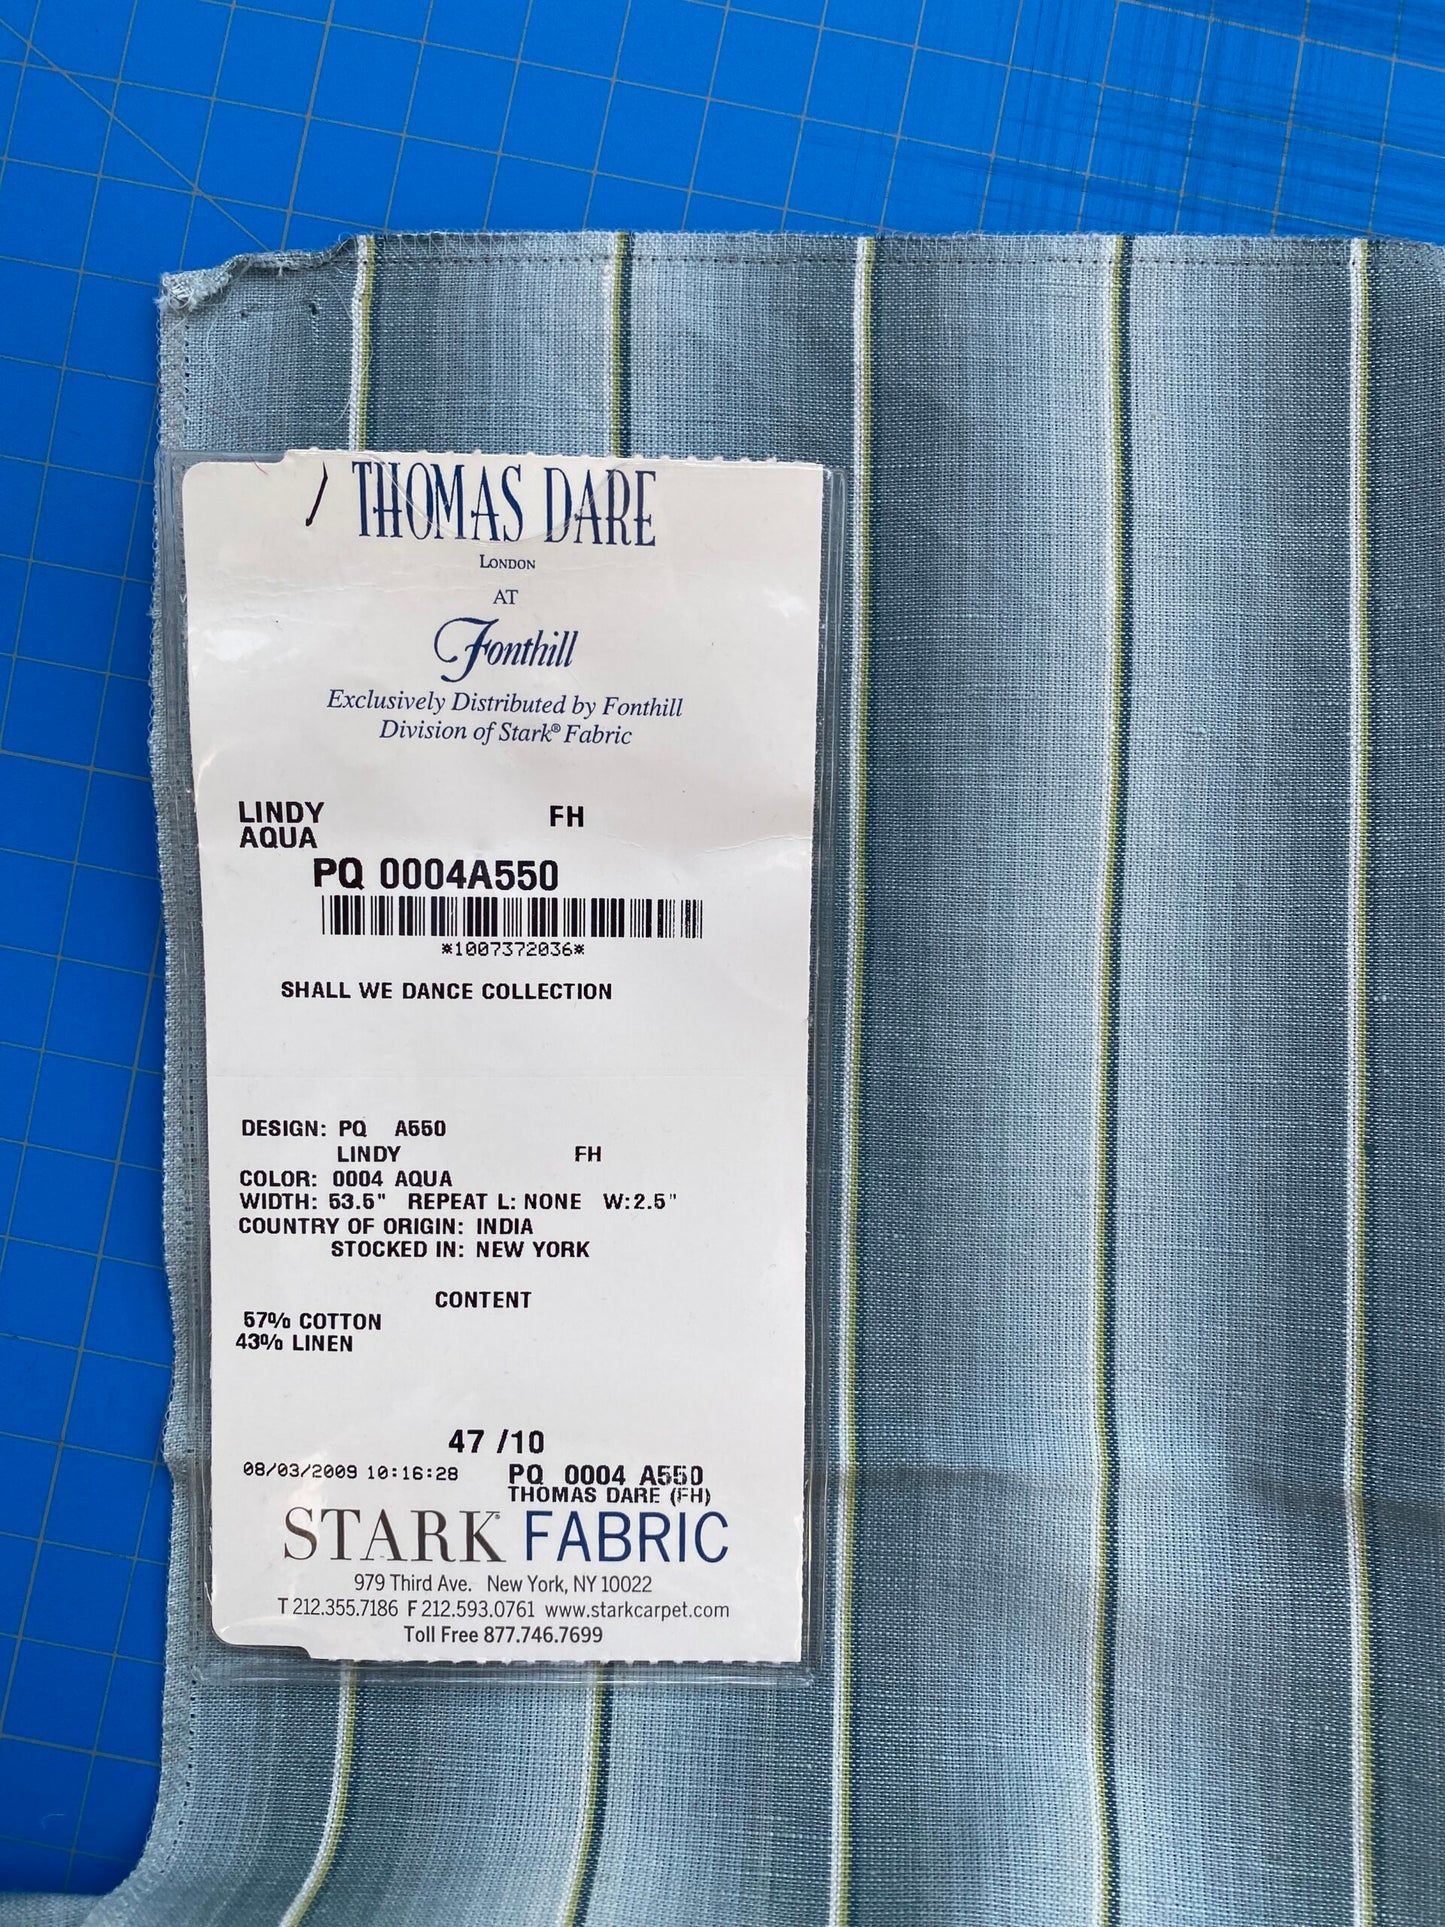 THOMAS DARE
LONDON
AT
Fonthill
Exclusively Distributed by Fonthill
Division of Stark® Fabric
LINDY FH
AQUA
PQ 0004A550
*1007372036*
SHALL WE DANCE COLLECTION
DESIGN: PQ A550
LINDY FH
COLOR: 0004 AQUA
WIDTH: 53.5" REPEAT L: NONE W:2.5"
COUNTRY OF ORIGIN: INDIA
STOCKED IN: NEW YORK
CONTENT
57% COTTON
43% LINEN
47 /10
08/03/2009 10:16:28 PQ 0004 A550
THOMAS DARE (FH)
STARK® FABRIC
979 Third Ave. New York, NY 10022
T 212.355.7186 F 212.593.0761 www.starkcarpet.com
Toll Free 877.746.7699